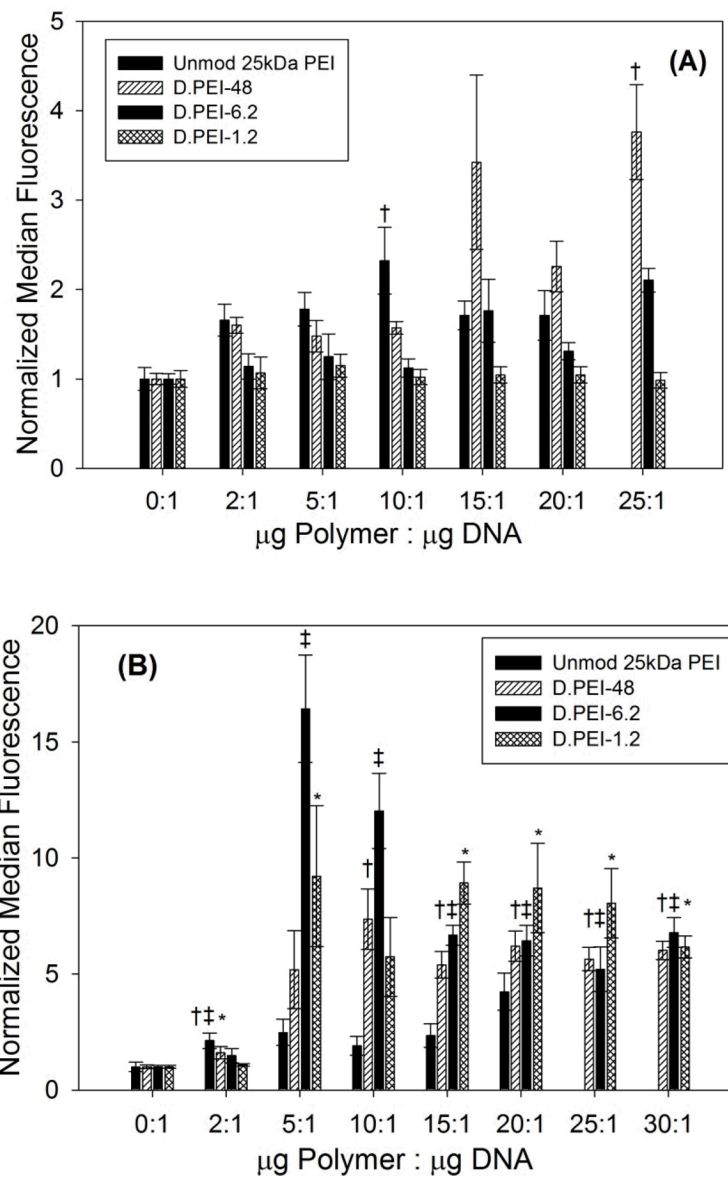 5
4
3
2
1
0
Normalized Median Fluorescence
Unmod 25kDa PEI
D.PEI-48
D.PEI-6.2
D.PEI-1.2
(A)
†
†
0:1 2:1 5:1 10:1 15:1 20:1 25:1
µg Polymer : µg DNA
20
15
10
5
0
Normalized Median Fluorescence
(B)
Unmod 25kDa PEI
D.PEI-48
D.PEI-6.2
D.PEI-1.2
†‡ *
‡ *
† ‡
†‡ *
†‡ *
†‡ *
†‡ *
0:1 2:1 5:1 10:1 15:1 20:1 25:1 30:1
µg Polymer : µg DNA